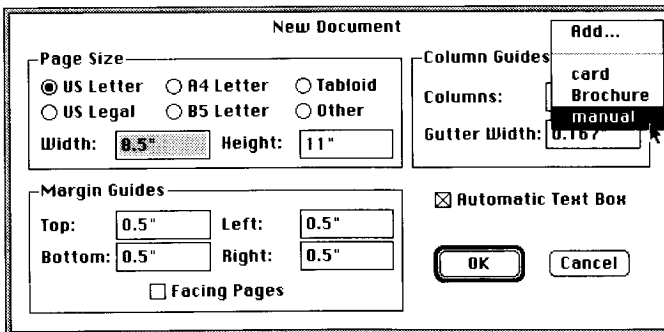 New Document
Add...
card
Brochure
manual
Page Size
US Letter A4 Letter Tabloid
US Legal B5 Letter Other
Width: 8.5" Height: 11"
Column Guides
Columns:
Gutter Width: 0.167"
Margin Guides
Top: 0.5" Left: 0.5"
Bottom: 0.5" Right: 0.5"
Facing Pages
Automatic Text Box
OK Cancel